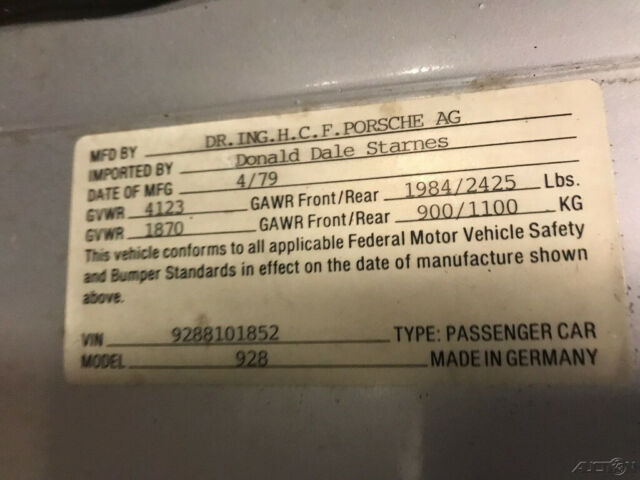 MFD BY DR.ING.H.C.F.PORSCHE AG
IMPORTED BY Donald Dale Starnes
DATE OF MFG 4/79
GVWR 4123 GAWR Front/Rear 1984/2425 Lbs.
GVWR 1870 GAWR Front/Rear 900/1100 KG
This vehicle conforms to all applicable Federal Motor Vehicle Safety
and Bumper Standards in effect on the date of manufacture shown
above.
VIN 9288101852 TYPE: PASSENGER CAR
MODEL 928 MADE IN GERMANY